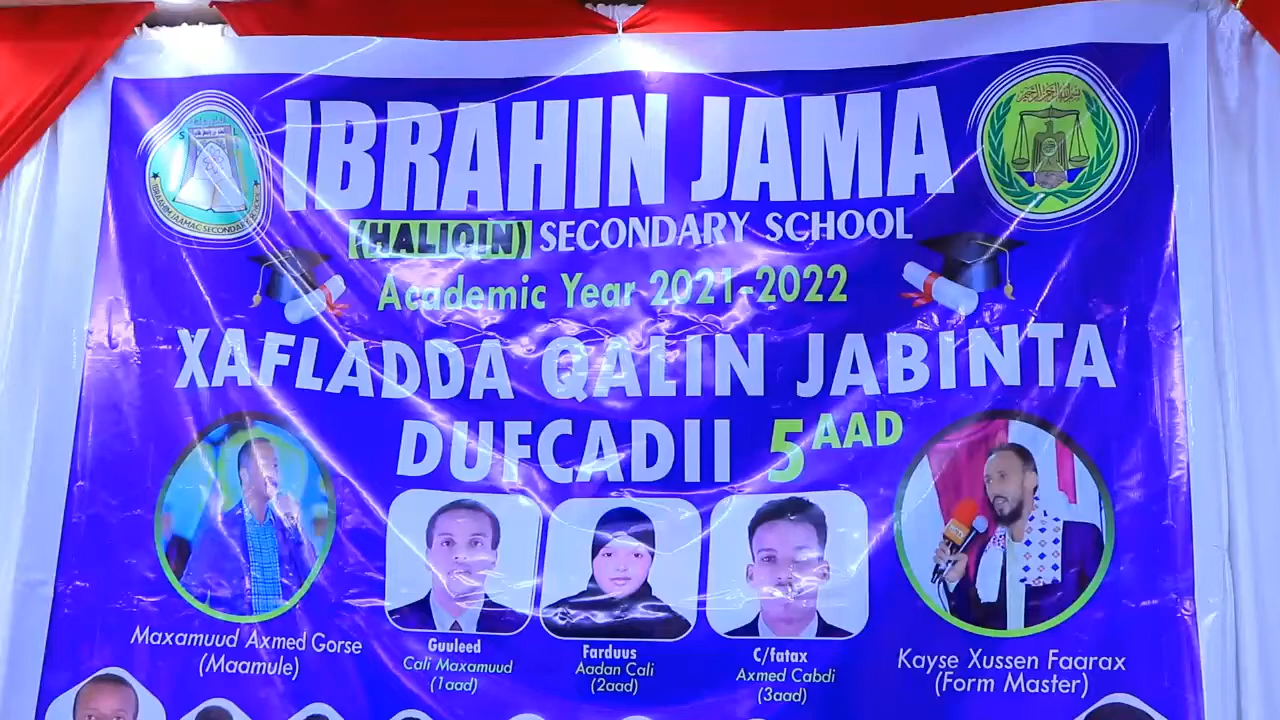 IBRAHIN JAMA
(HALIQIN) SECONDARY SCHOOL
Academic Year 2021-2022
XAFLADDA QALIN JABINTA
DUFCADII 5AAD
Maxamuud Axmed Gorse
(Maamule)
Guuleed
Cali Maxamuud
(1aad)
Farduus
Aadan Cali
(2aad)
C/fatax
Axmed Cabdi
(3aad)
Kayse Xussen Faarax
(Form Master)